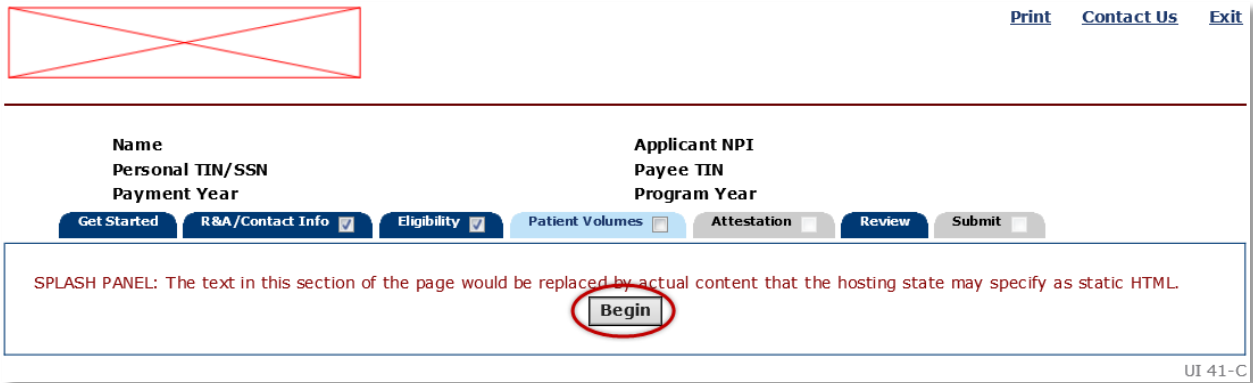 Print Contact Us Exit
Name Applicant NPI
Personal TIN/SSN Payee TIN
Payment Year Program Year
Get Started R&A/Contact Info Eligibility Patient Volumes Attestation Review Submit
SPLASH PANEL: The text in this section of the page would be replaced by actual content that the hosting state may specify as static HTML.
Begin
UI 41-C